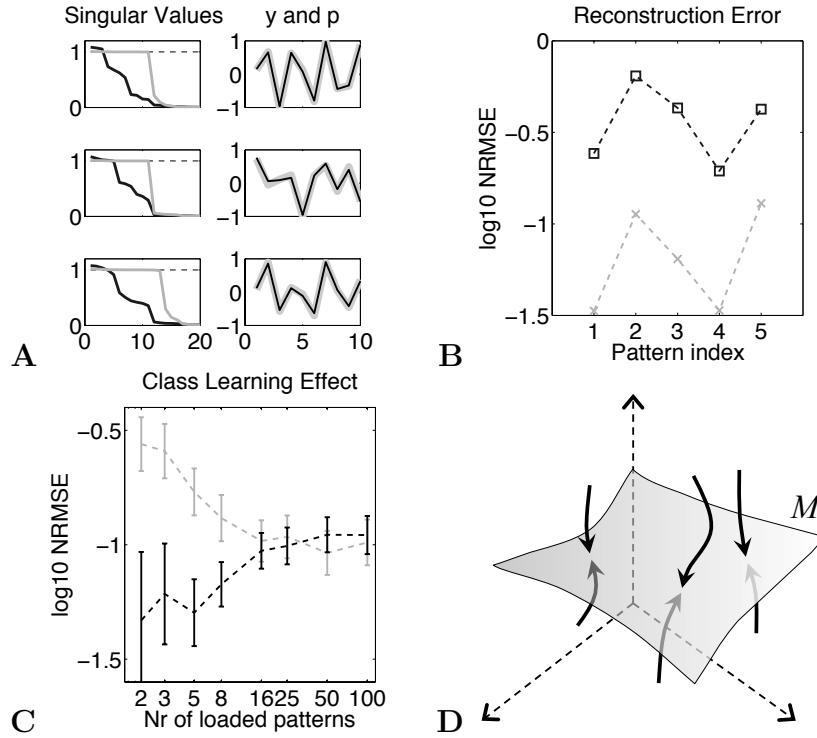 Singular Values
y and p
1
0
1
0
−1
1
0
1
0
−1
1
0
0
10
20
1
0
−1
0
5
10
A
Reconstruction Error
0
−0.5
−1
−1.5
log10 NRMSE
1 2 3 4 5
Pattern index
B
Class Learning Effect
−0.5
−1
−1.5
log10 NRMSE
2 3 5 8 16 25 50 100
Nr of loaded patterns
C
M
D